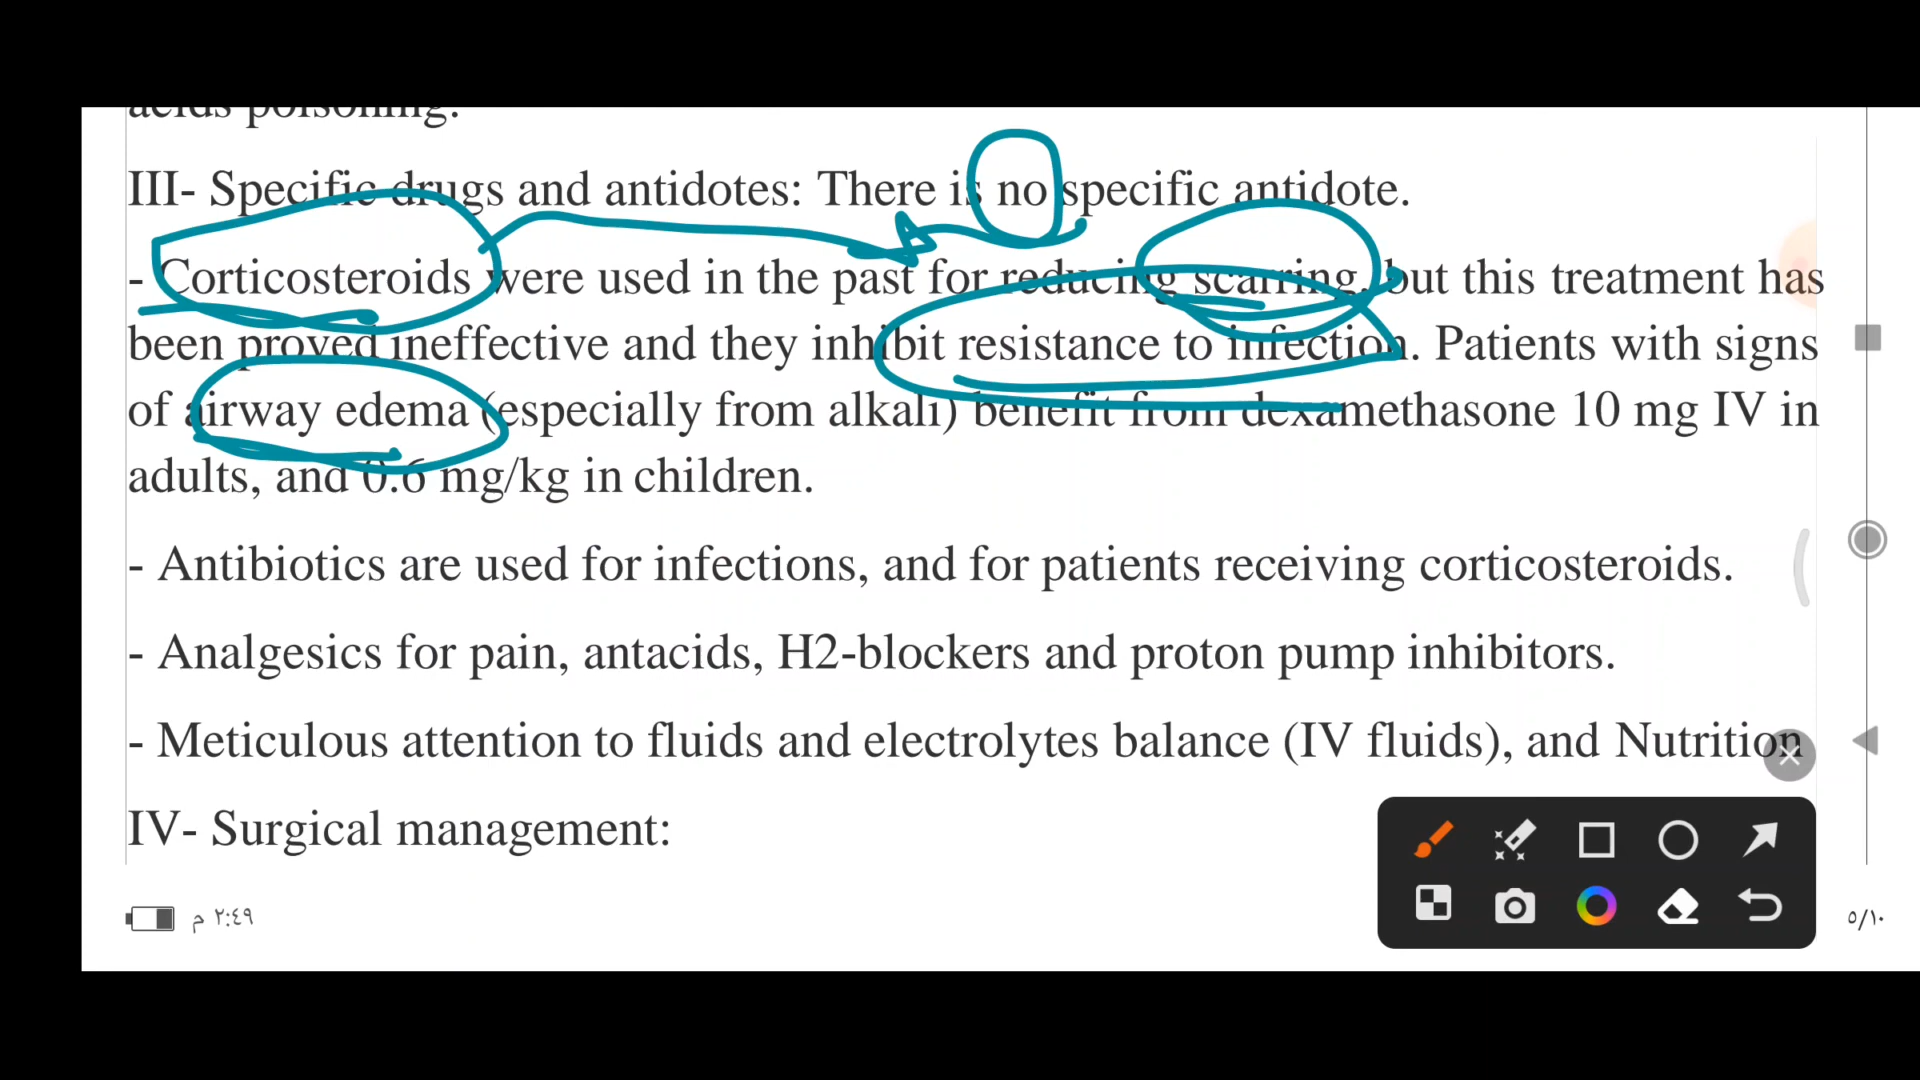 acids poisoning.
III- Specific drugs and antidotes: There is no specific antidote.
- Corticosteroids were used in the past for reducing scarring, but this treatment has
been proved ineffective and they inhibit resistance to infection. Patients with signs
of airway edema (especially from alkali) benefit from dexamethasone 10 mg IV in
adults, and 0.6 mg/kg in children.
- Antibiotics are used for infections, and for patients receiving corticosteroids.
- Analgesics for pain, antacids, H2-blockers and proton pump inhibitors.
- Meticulous attention to fluids and electrolytes balance (IV fluids), and Nutrition
IV- Surgical management:
٢:٤٩ م
٥/١٠